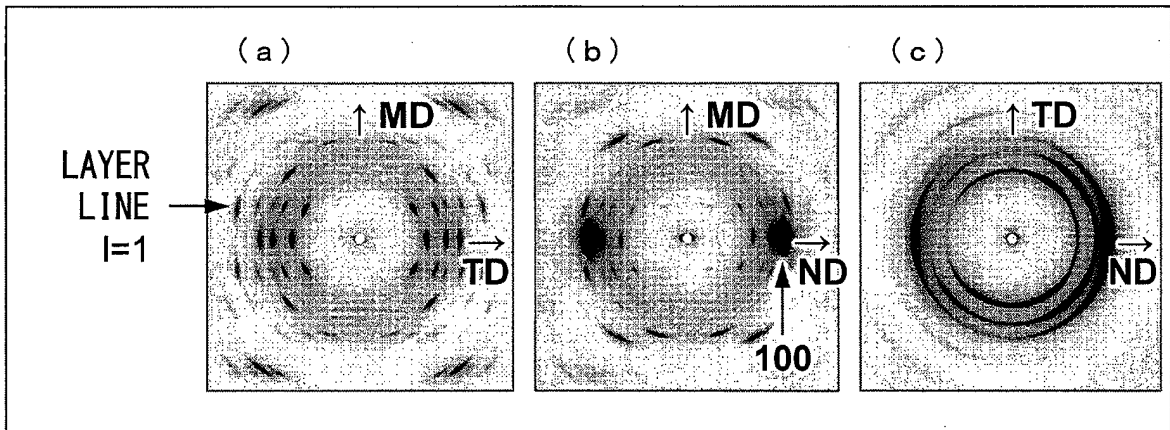 (a)
(b)
(c)
↑ MD
↑ MD
↑ TD
LAYER
LINE
l=1
→
TD
→
ND
→
ND
100